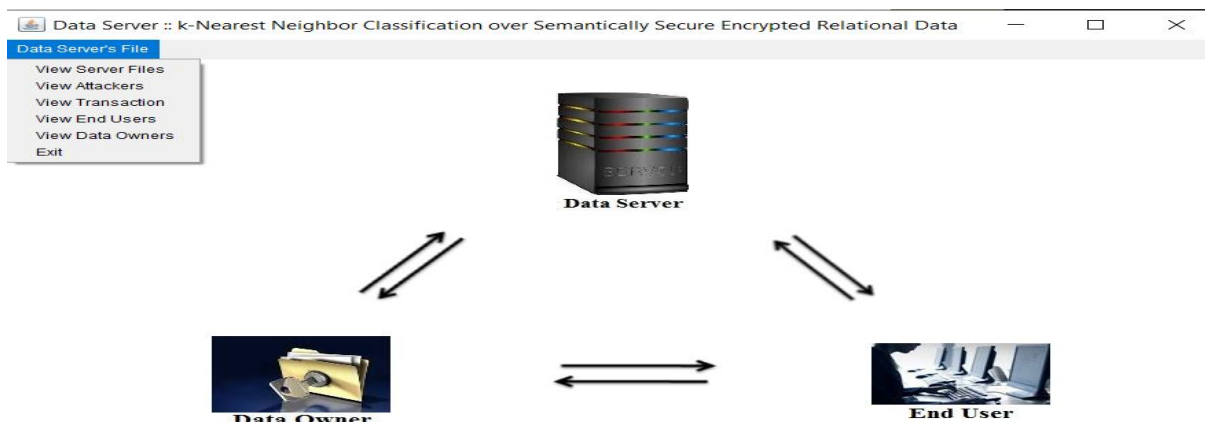 Data Server :: k-Nearest Neighbor Classification over Semantically Secure Encrypted Relational Data
Data Server's File
View Server Files
View Attackers
View Transaction
View End Users
View Data Owners
Exit
Data Server
Data Owner
End User